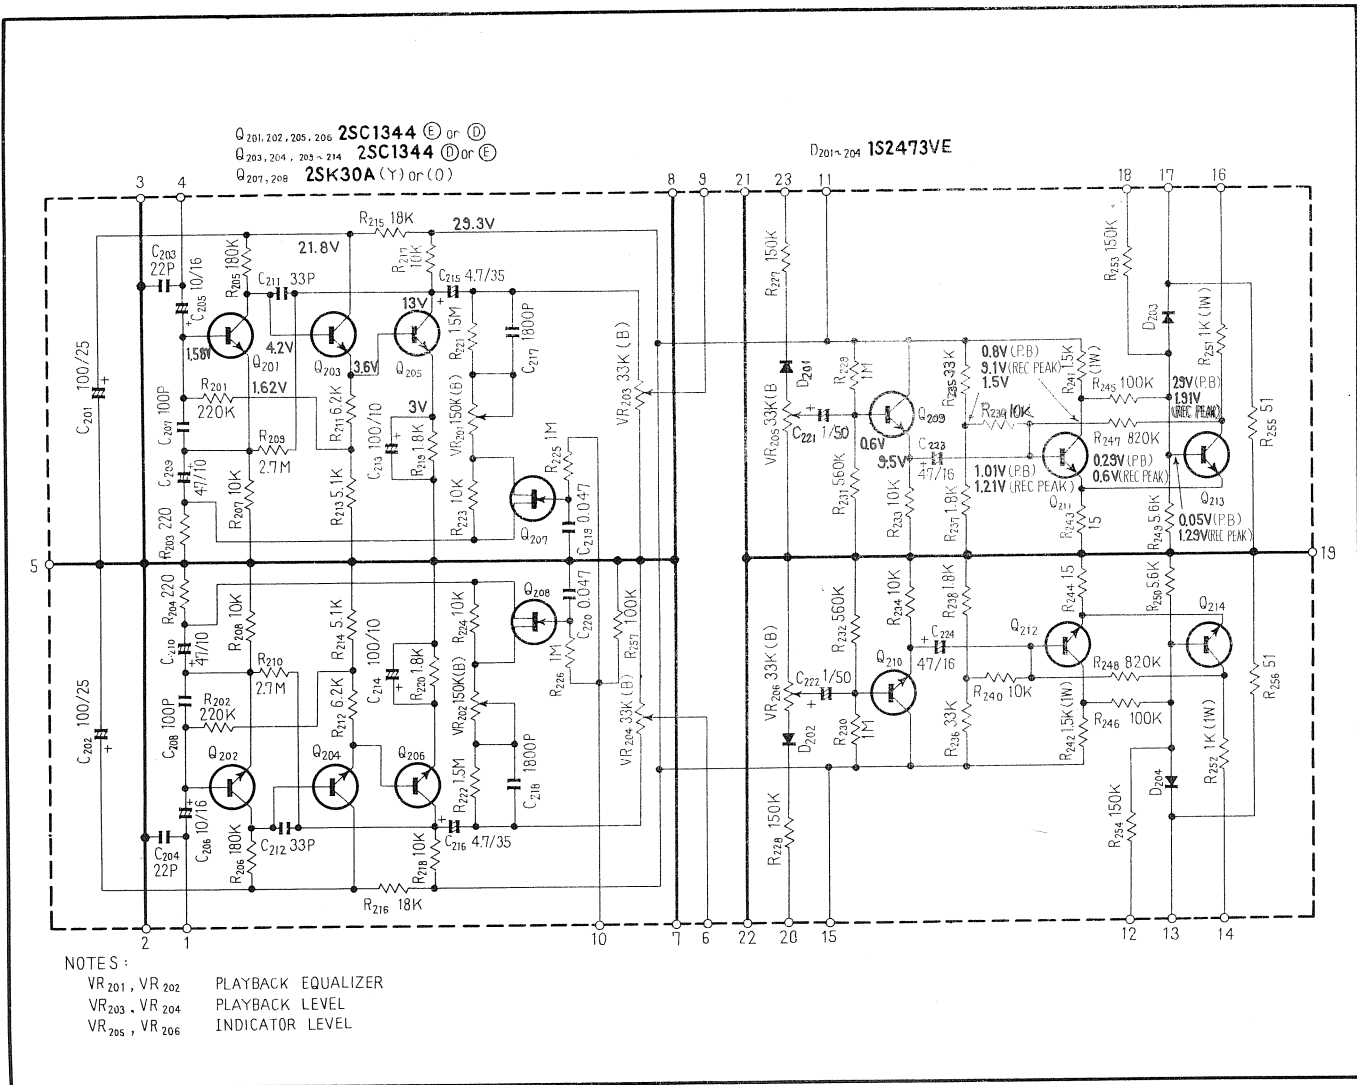 Q201,202,205,206 2SC1344 Ⓔ or Ⓓ
Q203,204,209~214 2SC1344 Ⓓ or Ⓔ
Q207,208 2SK30A (Y) or (O)
D201~204 1S2473VE
3 4 8 9 21 23 11 18 17 16
R215 18K
29.3V
21.8V
C203 22P
C205 10/16
R205 180K
C211 33P
R217 10K
C215 4.7/35
13V
R221 1.5M
C217 1800P
VR203 33K (B)
1.58V
Q201
4.2V
Q203
3.6V
Q205
C201 100/25
R201 220K
1.62V
C207 100P
R209 2.7M
R211 6.2K
C213 100/10
3V
R219 1.8K
VR201 150K (B)
R225 1M
C209 47/10
R207 10K
R213 5.1K
R223 10K
Q207
C219 0.047
R203 220
5
R204 220
R208 10K
R214 5.1K
C214 100/10
R220 1.8K
R224 10K
Q208
C220 0.047
R257 100K
C210 47/10
R210 2.7M
R226 1M
C202 100/25
C208 100P
R202 220K
R212 6.2K
VR202 150K (B)
VR204 33K (B)
Q202
Q204
Q206
R222 1.5M
C218 1800P
C206 10/16
C204 22P
R206 180K
C212 33P
R218 10K
C216 4.7/35
R216 18K
R227 150K
D201
VR205 33K (B
C221 1/50
R229 1M
Q209
0.6V
9.5V
C223 47/16
R235 33K
R239 10K
0.8V (P.B)
9.1V (REC PEAK)
1.5V
R241 1.5K (1W)
R253 150K
D203
R251 1K (1W)
R245 100K
29V (P.B)
1.91V (REC PEAK)
R255 51
R247 820K
0.29V (P.B)
0.6V (REC PEAK)
1.01V (P.B)
1.21V (REC PEAK)
Q211
Q213
R231 560K
R233 10K
R237 1.8K
R243 15
R249 5.6K
0.05V (P.B)
1.29V (REC PEAK)
19
R232 560K
R234 10K
R238 1.8K
R244 15
R250 5.6K
Q212
Q214
C224 47/16
Q210
VR206 33K (B)
C222 1/50
R230 1M
D202
R240 10K
R248 820K
R246 100K
R236 33K
R242 1.5K (1W)
R256 51
D204
R252 1K (1W)
R228 150K
R254 150K
2 1 10 7 6 22 20 15 12 13 14
NOTES :
VR201 , VR202 PLAYBACK EQUALIZER
VR203 , VR204 PLAYBACK LEVEL
VR205 , VR206 INDICATOR LEVEL